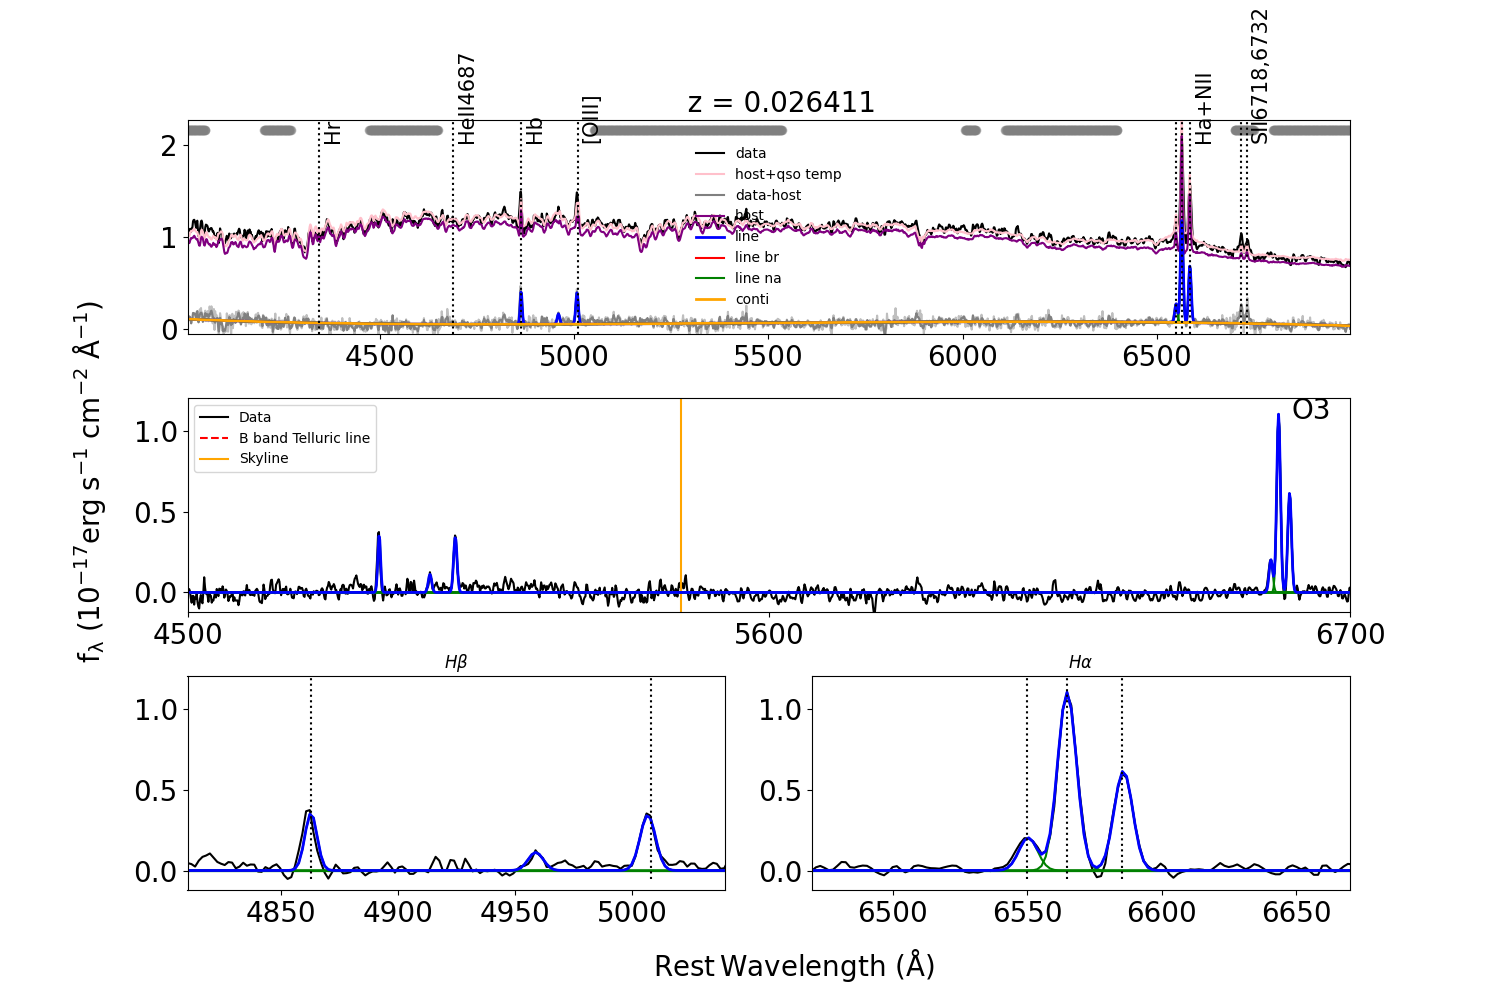 z = 0.026411
Hr
HeII4687
Hb
[OIII]
Ha+NII
SII6718,6732
data
host+qso temp
data-host
host
line
line br
line na
conti
2
1
0
4500
5000
5500
6000
6500
fλ (10−17erg s−1 cm−2 Å−1)
Data
B band Telluric line
Skyline
O3
1.0
0.5
0.0
4500
5600
6700
Hβ
1.0
0.5
0.0
4850
4900
4950
5000
Hα
1.0
0.5
0.0
6500
6550
6600
6650
Rest Wavelength (Å)